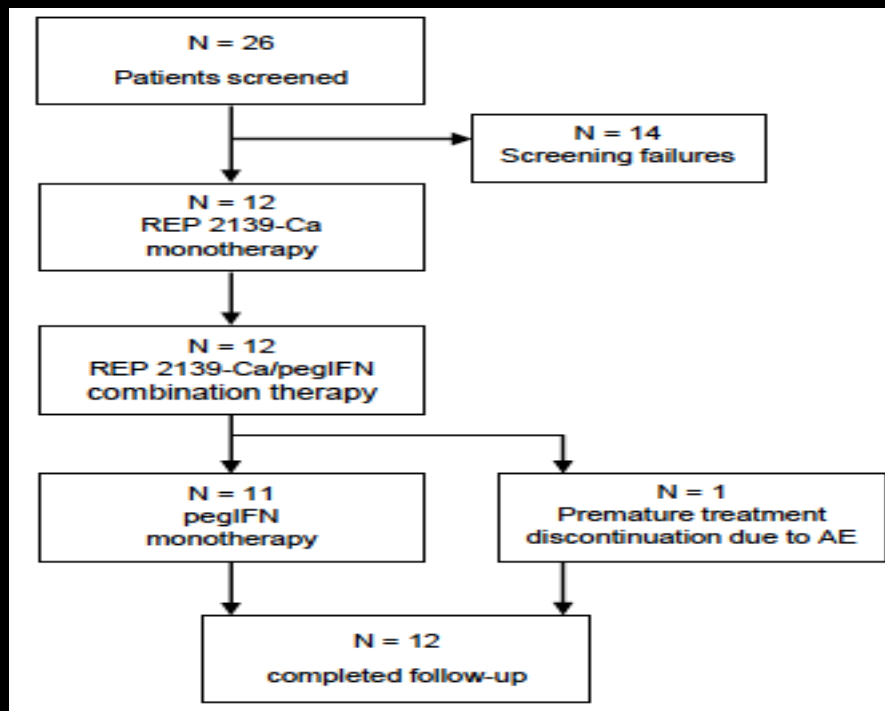 N = 26
Patients screened
N = 14
Screening failures
N = 12
REP 2139-Ca
monotherapy
N = 12
REP 2139-Ca/pegIFN
combination therapy
N = 11
pegIFN
monotherapy
N = 1
Premature treatment
discontinuation due to AE
N = 12
completed follow-up